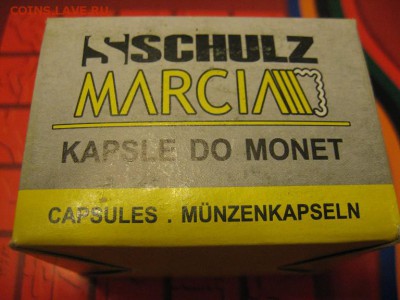 COINS.LAVE.RU
SCHULZ
MARCIA
KAPSLE DO MONET
CAPSULES . MÜNZENKAPSELN